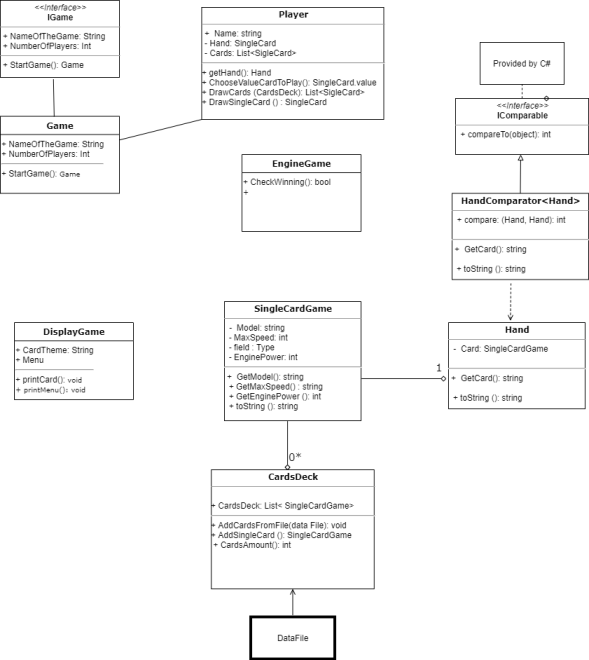 <<interface>>
IGame
+ NameOfTheGame: String
+ NumberOfPlayers: Int
+ StartGame(): Game
Player
+ Name: string
- Hand: SingleCard
- Cards: List<SigleCard>
+ getHand(): Hand
+ ChooseValueCardToPlay(): SingleCard.value
+ DrawCards (CardsDeck): List<SigleCard>
+ DrawSingleCard () : SingleCard
Provided by C#
<<interface>>
IComparable
+ compareTo(object): int
Game
+ NameOfTheGame: String
+ NumberOfPlayers: Int
+ StartGame(): Game
EngineGame
+ CheckWinning(): bool
+
HandComparator<Hand>
+ compare: (Hand, Hand): int
+ GetCard(): string
+ toString (): string
SingleCardGame
- Model: string
- MaxSpeed: int
- field : Type
- EnginePower: int
+ GetModel(): string
+ GetMaxSpeed() : string
+ GetEnginePower (): int
+ toString (): string
DisplayGame
+ CardTheme: String
+ Menu
+ printCard(): void
+ printMenu(): void
Hand
- Card: SingleCardGame
+ GetCard(): string
+ toString (): string
1
0*
CardsDeck
+ CardsDeck: List< SingleCardGame>
+ AddCardsFromFile(data File): void
+ AddSingleCard (): SingleCardGame
+ CardsAmount(): int
DataFile